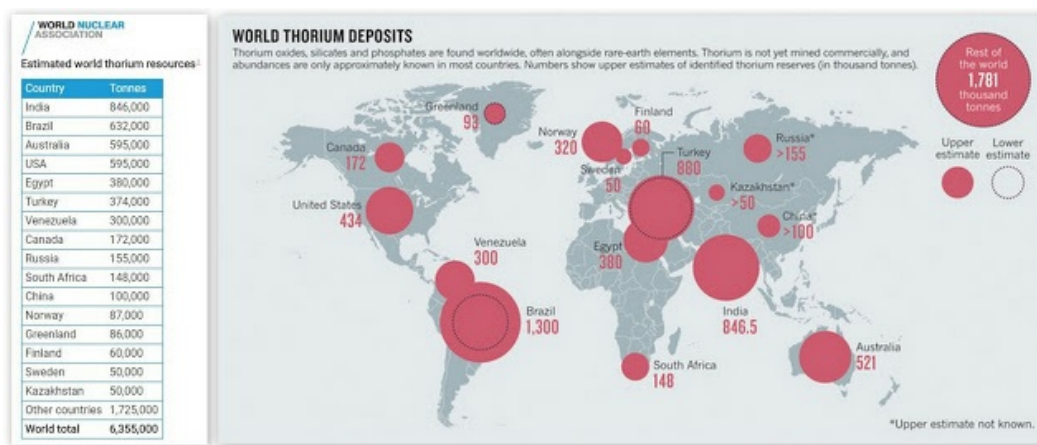 WORLD NUCLEAR
ASSOCIATION
Estimated world thorium resources
Country Tonnes
India 846,000
Brazil 632,000
Australia 595,000
USA 595,000
Egypt 380,000
Turkey 374,000
Venezuela 300,000
Canada 172,000
Russia 155,000
South Africa 148,000
China 100,000
Norway 87,000
Greenland 86,000
Finland 60,000
Sweden 50,000
Kazakhstan 50,000
Other countries 1,725,000
World total 6,355,000
WORLD THORIUM DEPOSITS
Thorium oxides, silicates and phosphates are found worldwide, often alongside rare-earth elements. Thorium is not yet mined commercially, and
abundances are only approximately known in most countries. Numbers show upper estimates of identified thorium reserves (in thousand tonnes).
Rest of
the world
1,781
thousand
tonnes
Upper
estimate
Lower
estimate
Greenland
93
Canada
172
United States
434
Venezuela
300
Brazil
1,300
Norway
320
Finland
60
Sweden
50
Turkey
880
Russia*
>155
Kazakhstan*
>50
China*
>100
Egypt
380
India
846.5
South Africa
148
Australia
521
*Upper estimate not known.